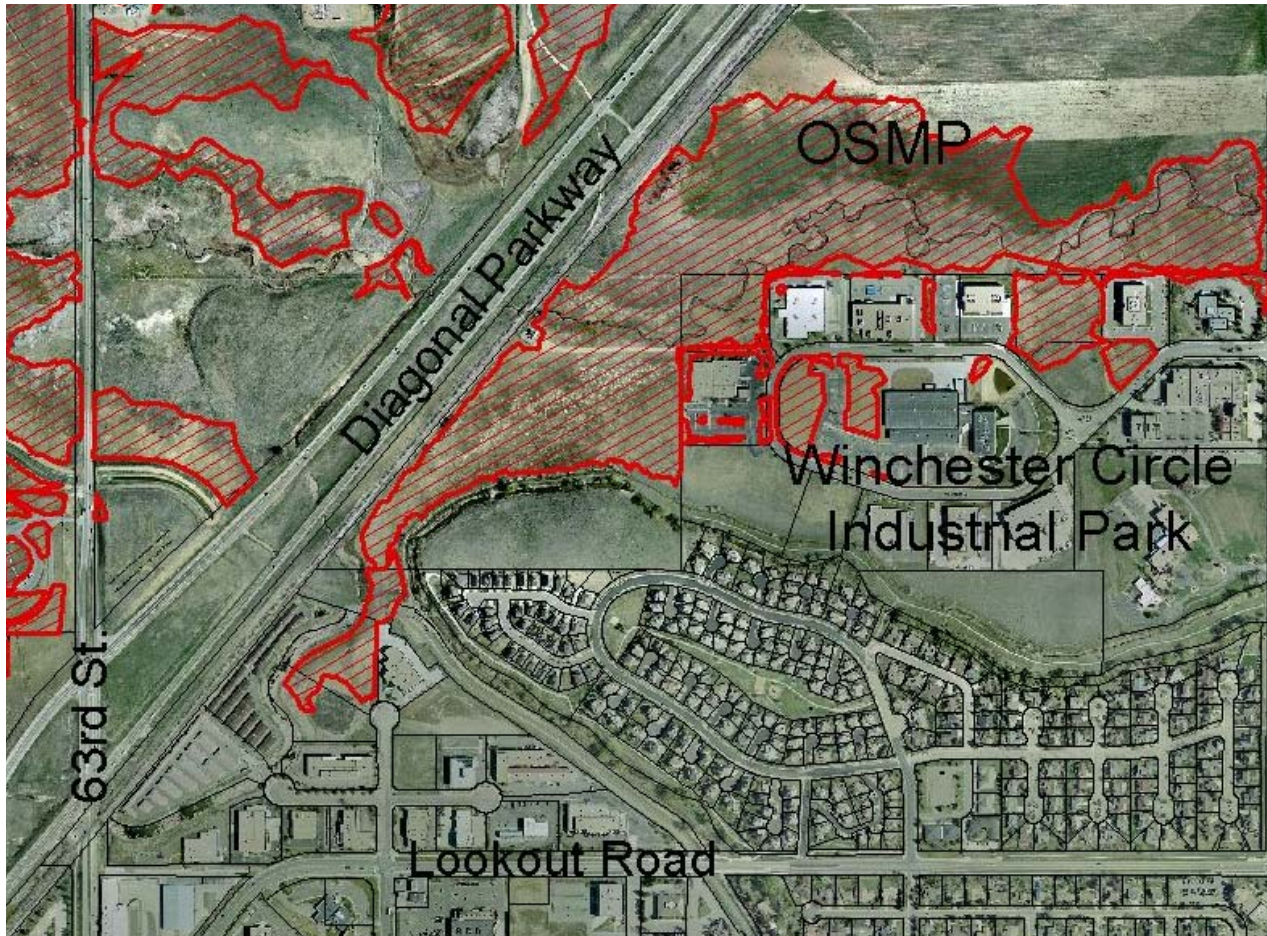 OSMP
Diagonal Parkway
Winchester Circle
Industrial Park
63rd St.
Lookout Road